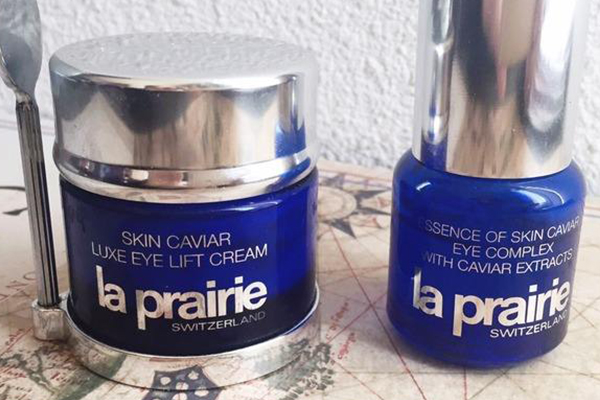 SKIN CAVIAR
LUXE EYE LIFT CREAM
la prairie
SWITZERLAND
ESSENCE OF SKIN CAVIAR
EYE COMPLEX
WITH CAVIAR EXTRACTS
la prairie
SWITZERLAND